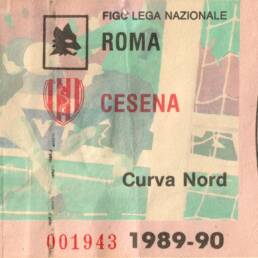 FIGC LEGA NAZIONALE
ROMA
CESENA
Curva Nord
001943 1989-90